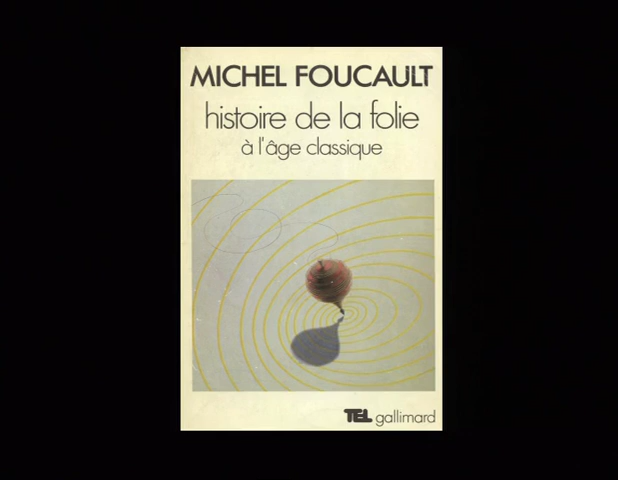 MICHEL FOUCAULT
histoire de la folie
à l'âge classique
TEL gallimard